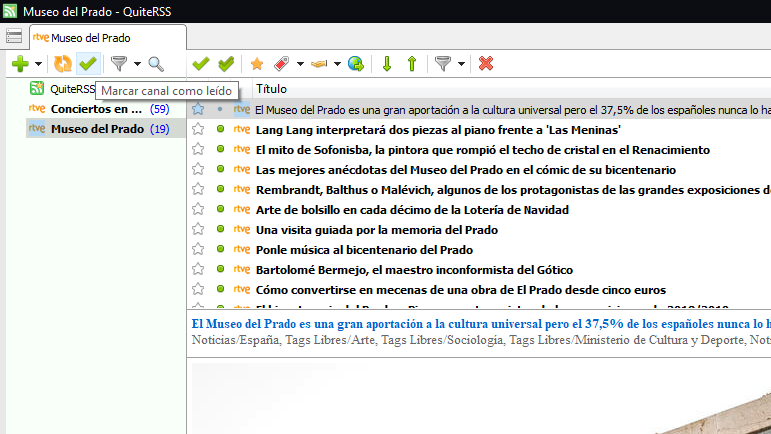 Museo del Prado - QuiteRSS
rtve Museo del Prado
QuiteRSS
Marcar canal como leído
Título
rtve Conciertos en ... (59)
rtve Museo del Prado (19)
rtve El Museo del Prado es una gran aportación a la cultura universal pero el 37,5% de los españoles nunca lo ha
rtve Lang Lang interpretará dos piezas al piano frente a 'Las Meninas'
rtve El mito de Sofonisba, la pintora que rompió el techo de cristal en el Renacimiento
rtve Las mejores anécdotas del Museo del Prado en el cómic de su bicentenario
rtve Rembrandt, Balthus o Malévich, algunos de los protagonistas de las grandes exposiciones de
rtve Arte de bolsillo en cada décimo de la Lotería de Navidad
rtve Una visita guiada por la memoria del Prado
rtve Ponle música al bicentenario del Prado
rtve Bartolomé Bermejo, el maestro inconformista del Gótico
rtve Cómo convertirse en mecenas de una obra de El Prado desde cinco euros
El Museo del Prado es una gran aportación a la cultura universal pero el 37,5% de los españoles nunca lo ha
Noticias/España, Tags Libres/Arte, Tags Libres/Sociologia, Tags Libres/Ministerio de Cultura y Deporte, Noti